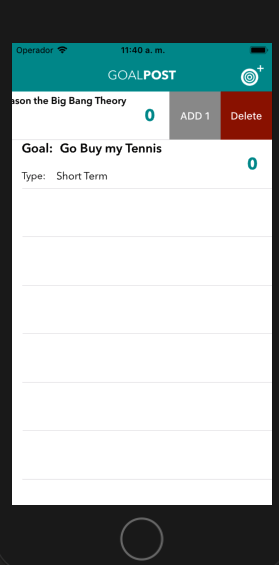 Operador 11:40 a. m.
GOALPOST
ason the Big Bang Theory
0 ADD 1 Delete
Goal: Go Buy my Tennis
0
Type: Short Term